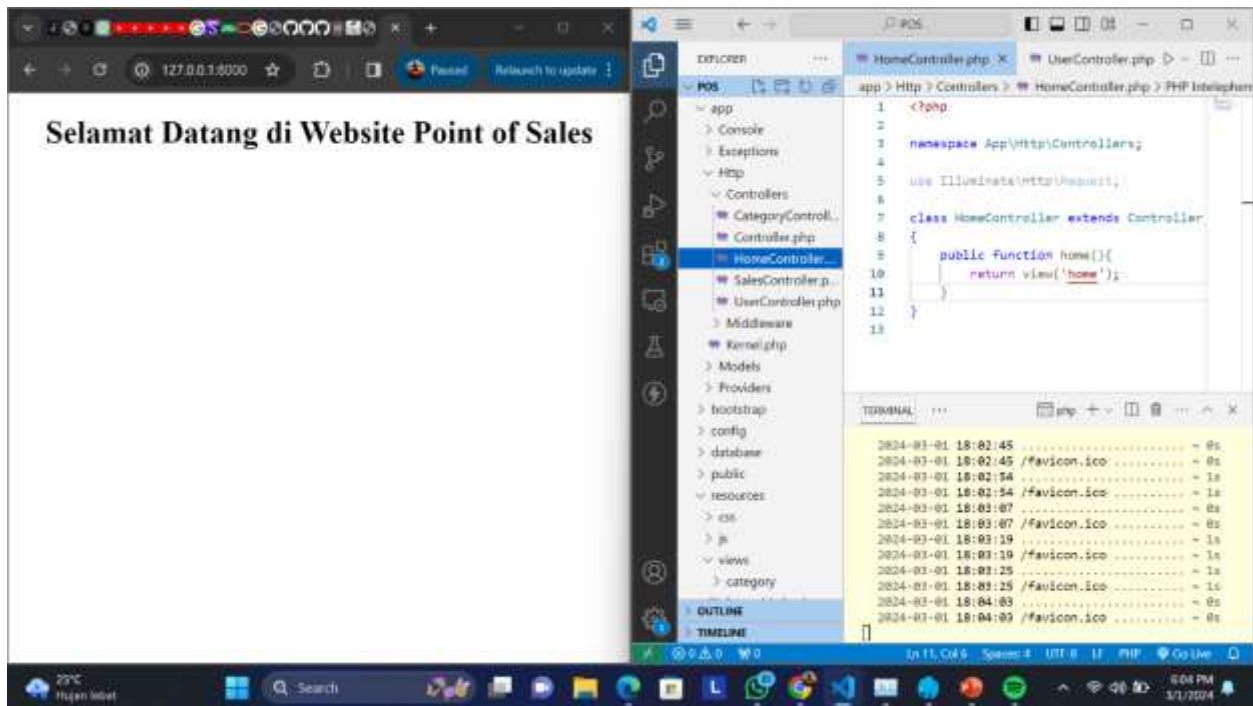 127.0.0.1:8000
Paused
Relaunch to update
Selamat Datang di Website Point of Sales
POS
EXPLORER
POS
app
Console
Exceptions
Http
Controllers
CategoryControll...
Controller.php
HomeController....
SalesController.p...
UserController.php
Middleware
Kernel.php
Models
Providers
bootstrap
config
database
public
resources
css
js
views
category
OUTLINE
TIMELINE
HomeController.php
UserController.php
app > Http > Controllers > HomeController.php > PHP Intelephen
1 <?php
2
3 namespace App\Http\Controllers;
4
5 use Illuminate\Http\Request;
6
7 class HomeController extends Controller
8 {
9 public function home(){
10 return view('home');
11 }
12 }
13
TERMINAL
php
2024-03-01 18:02:45 ........................ ~ 0s
2024-03-01 18:02:45 /favicon.ico ........... ~ 0s
2024-03-01 18:02:54 ........................ ~ 1s
2024-03-01 18:02:54 /favicon.ico ........... ~ 1s
2024-03-01 18:03:07 ........................ ~ 0s
2024-03-01 18:03:07 /favicon.ico ........... ~ 0s
2024-03-01 18:03:19 ........................ ~ 1s
2024-03-01 18:03:19 /favicon.ico ........... ~ 1s
2024-03-01 18:03:25 ........................ ~ 1s
2024-03-01 18:03:25 /favicon.ico ........... ~ 1s
2024-03-01 18:04:03 ........................ ~ 0s
2024-03-01 18:04:03 /favicon.ico ........... ~ 0s
0 0 0
Ln 11, Col 6 Spaces: 4 UTF-8 LF PHP Go Live
Hujan lebat
Search
6:04 PM
3/1/2024